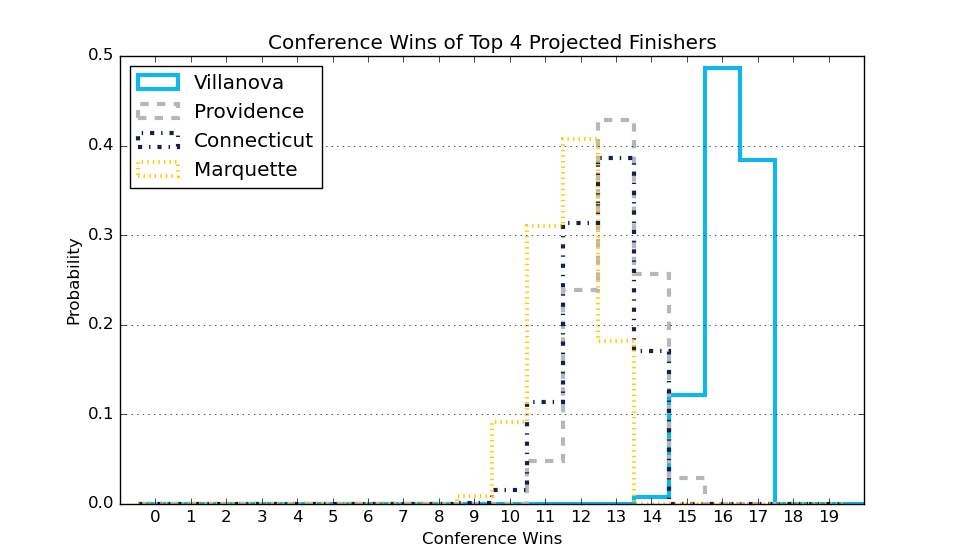 Conference Wins of Top 4 Projected Finishers
Villanova
Providence
Connecticut
Marquette
Probability
0.5
0.4
0.3
0.2
0.1
0.0
0 1 2 3 4 5 6 7 8 9 10 11 12 13 14 15 16 17 18 19
Conference Wins